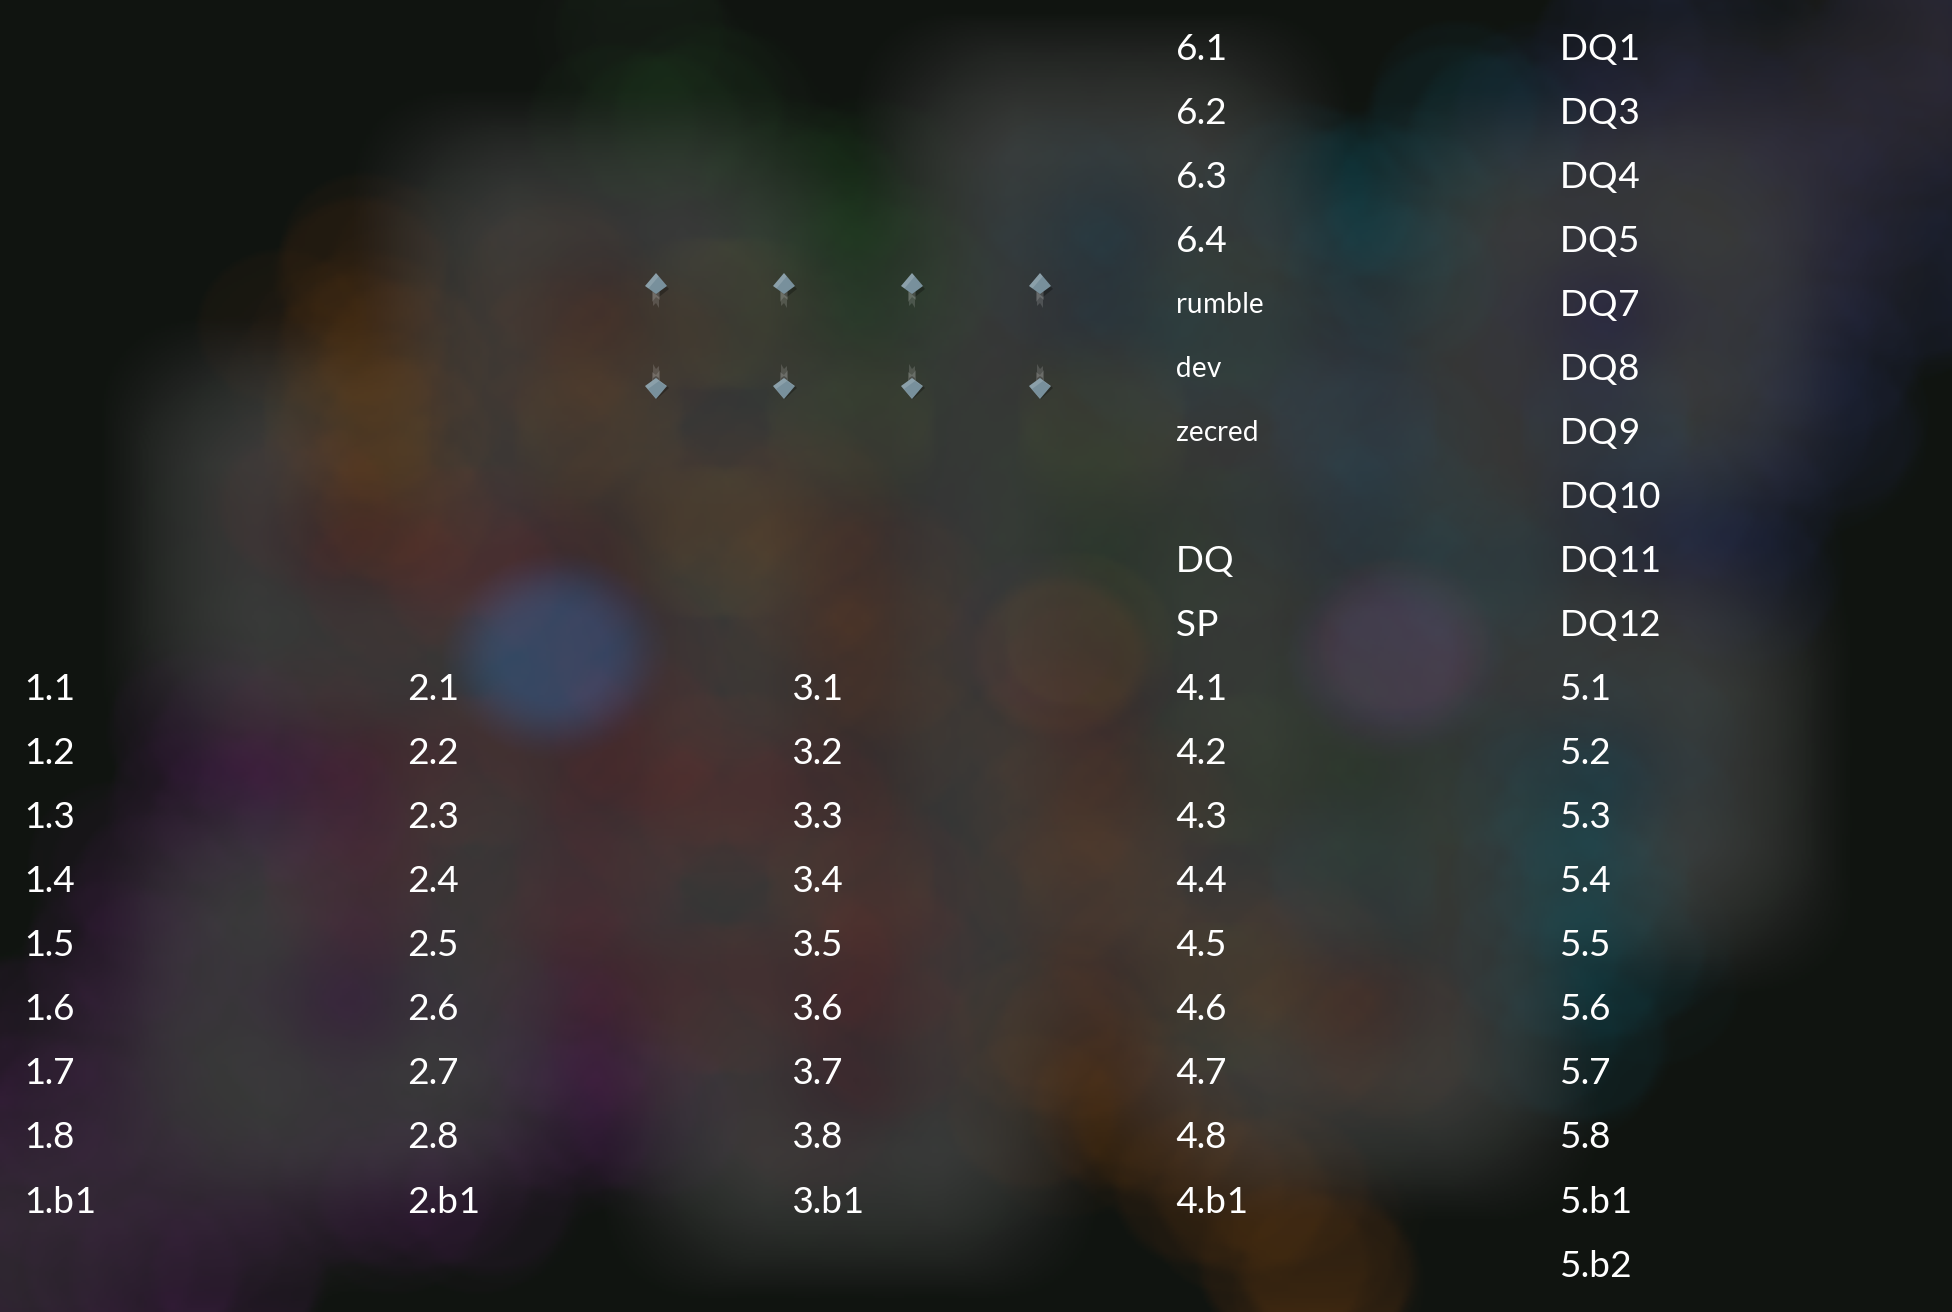 6.1 DQ1
6.2 DQ3
6.3 DQ4
6.4 DQ5
rumble DQ7
dev DQ8
zecred DQ9
DQ10
DQ DQ11
SP DQ12
1.1 2.1 3.1 4.1 5.1
1.2 2.2 3.2 4.2 5.2
1.3 2.3 3.3 4.3 5.3
1.4 2.4 3.4 4.4 5.4
1.5 2.5 3.5 4.5 5.5
1.6 2.6 3.6 4.6 5.6
1.7 2.7 3.7 4.7 5.7
1.8 2.8 3.8 4.8 5.8
1.b1 2.b1 3.b1 4.b1 5.b1
5.b2